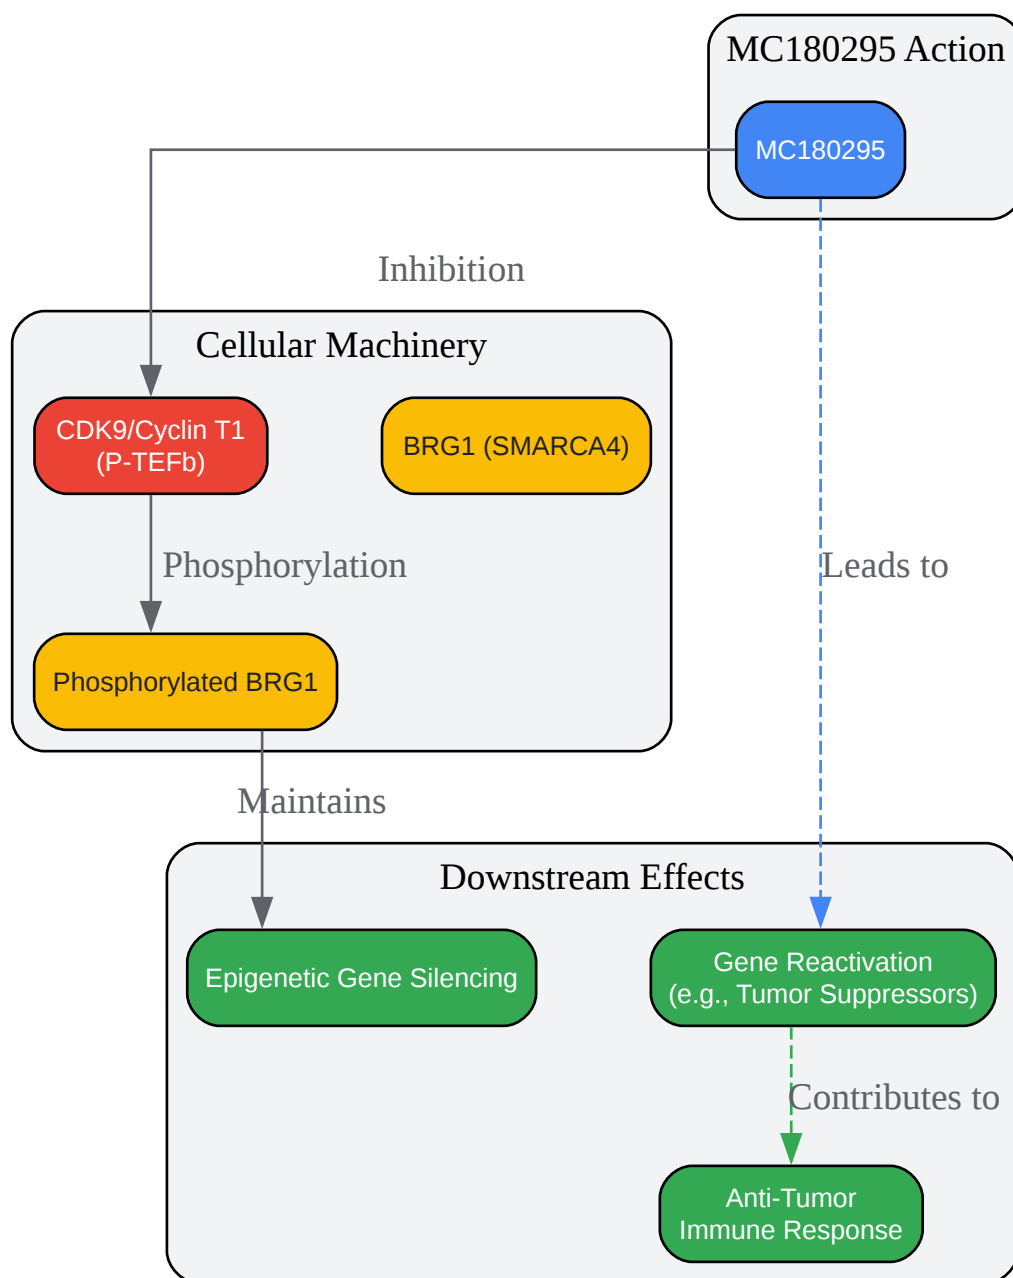 MC180295 Action
MC180295
Inhibition
Cellular Machinery
CDK9/Cyclin T1
(P-TEFb)
BRG1 (SMARCA4)
Phosphorylation
Leads to
Phosphorylated BRG1
Maintains
Downstream Effects
Epigenetic Gene Silencing
Gene Reactivation
(e.g., Tumor Suppressors)
Contributes to
Anti-Tumor
Immune Response